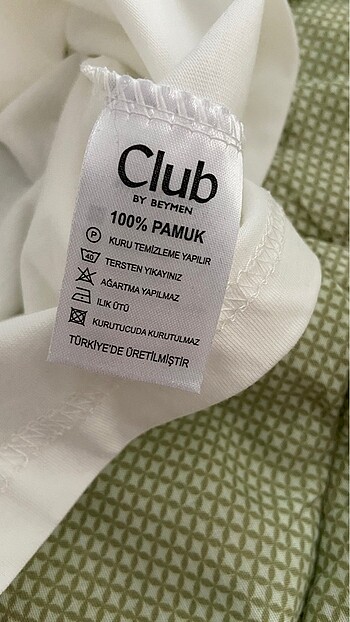 Club
BY BEYMEN
100% PAMUK
P KURU TEMİZLEME YAPILIR
40 TERSTEN YIKAYINIZ
AĞARTMA YAPILMAZ
ILIK ÜTÜ
KURUTUCUDA KURUTULMAZ
TÜRKİYE'DE ÜRETİLMİŞTİR